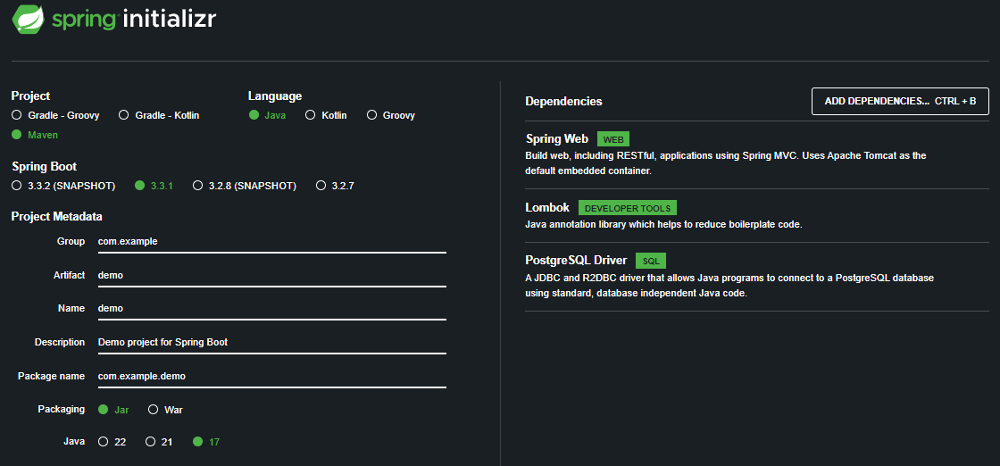 spring initializr
Project
Gradle - Groovy Gradle - Kotlin
Maven
Language
Java Kotlin Groovy
Spring Boot
3.3.2 (SNAPSHOT) 3.3.1 3.2.8 (SNAPSHOT) 3.2.7
Project Metadata
Group com.example
Artifact demo
Name demo
Description Demo project for Spring Boot
Package name com.example.demo
Packaging Jar War
Java 22 21 17
Dependencies
ADD DEPENDENCIES... CTRL + B
Spring Web WEB
Build web, including RESTful, applications using Spring MVC. Uses Apache Tomcat as the
default embedded container.
Lombok DEVELOPER TOOLS
Java annotation library which helps to reduce boilerplate code.
PostgreSQL Driver SQL
A JDBC and R2DBC driver that allows Java programs to connect to a PostgreSQL database
using standard, database independent Java code.